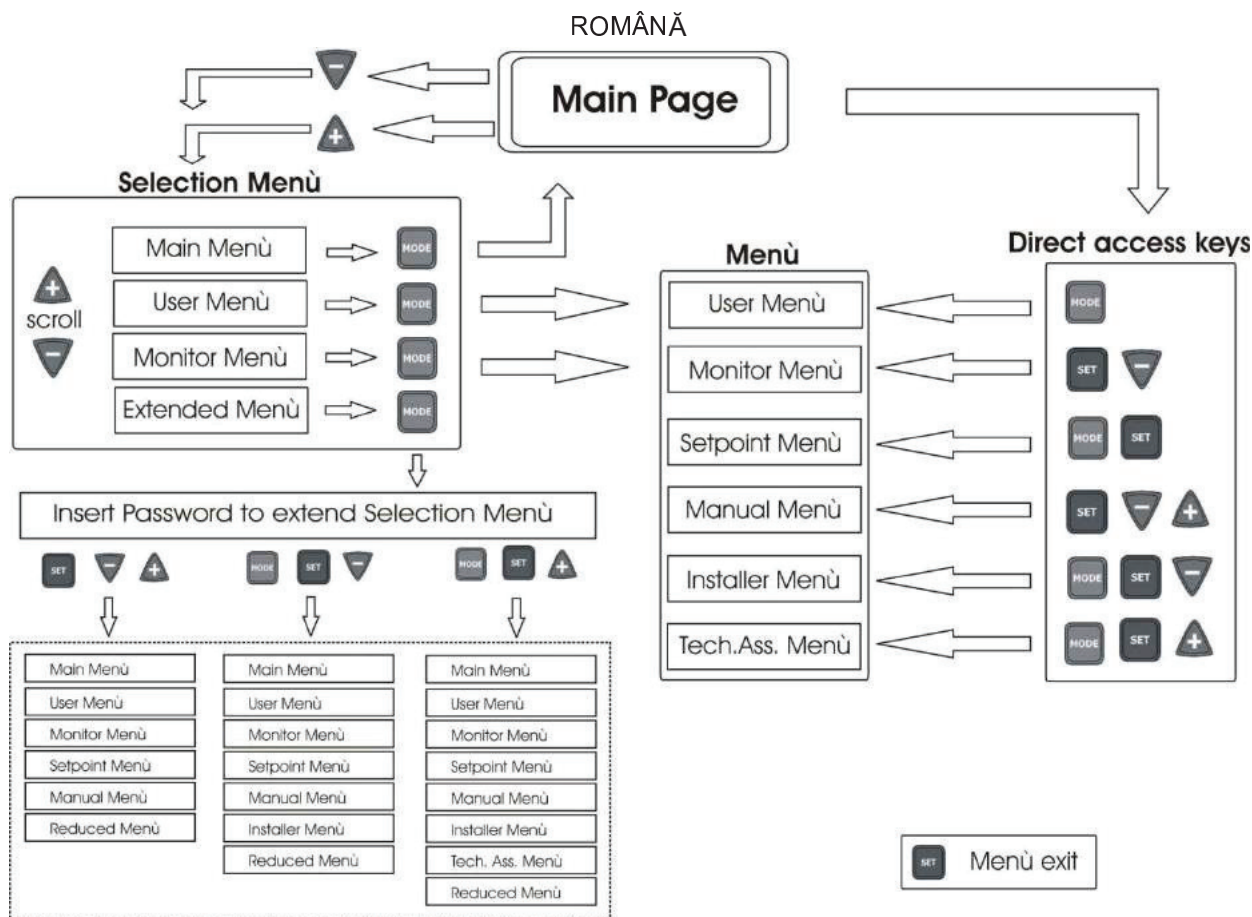 ROMÂNĂ
Main Page
Selection Menù
scroll
Main Menù MODE
User Menù MODE
Monitor Menù MODE
Extended Menù MODE
Insert Password to extend Selection Menù
SET
MODE SET
MODE SET
Main Menù
User Menù
Monitor Menù
Setpoint Menù
Manual Menù
Reduced Menù
Main Menù
User Menù
Monitor Menù
Setpoint Menù
Manual Menù
Installer Menù
Reduced Menù
Main Menù
User Menù
Monitor Menù
Setpoint Menù
Manual Menù
Installer Menù
Tech. Ass. Menù
Reduced Menù
Menù
User Menù
Monitor Menù
Setpoint Menù
Manual Menù
Installer Menù
Tech.Ass. Menù
Direct access keys
MODE
SET
MODE SET
SET
MODE SET
MODE SET
SET Menù exit